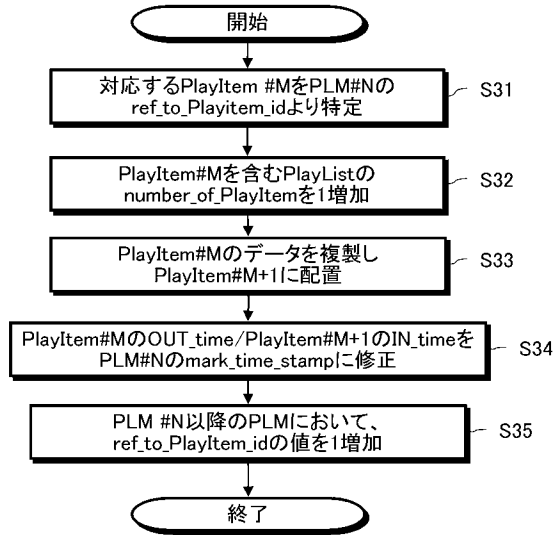 開始
対応するPlayItem #MをPLM#Nの
ref_to_Playitem_idより特定
S31
PlayItem#Mを含むPlayListの
number_of_PlayItemを1増加
S32
PlayItem#Mのデータを複製し
PlayItem#M+1に配置
S33
PlayItem#MのOUT_time/PlayItem#M+1のIN_timeを
PLM#Nのmark_time_stampに修正
S34
PLM #N以降のPLMにおいて、
ref_to_PlayItem_idの値を1増加
S35
終了